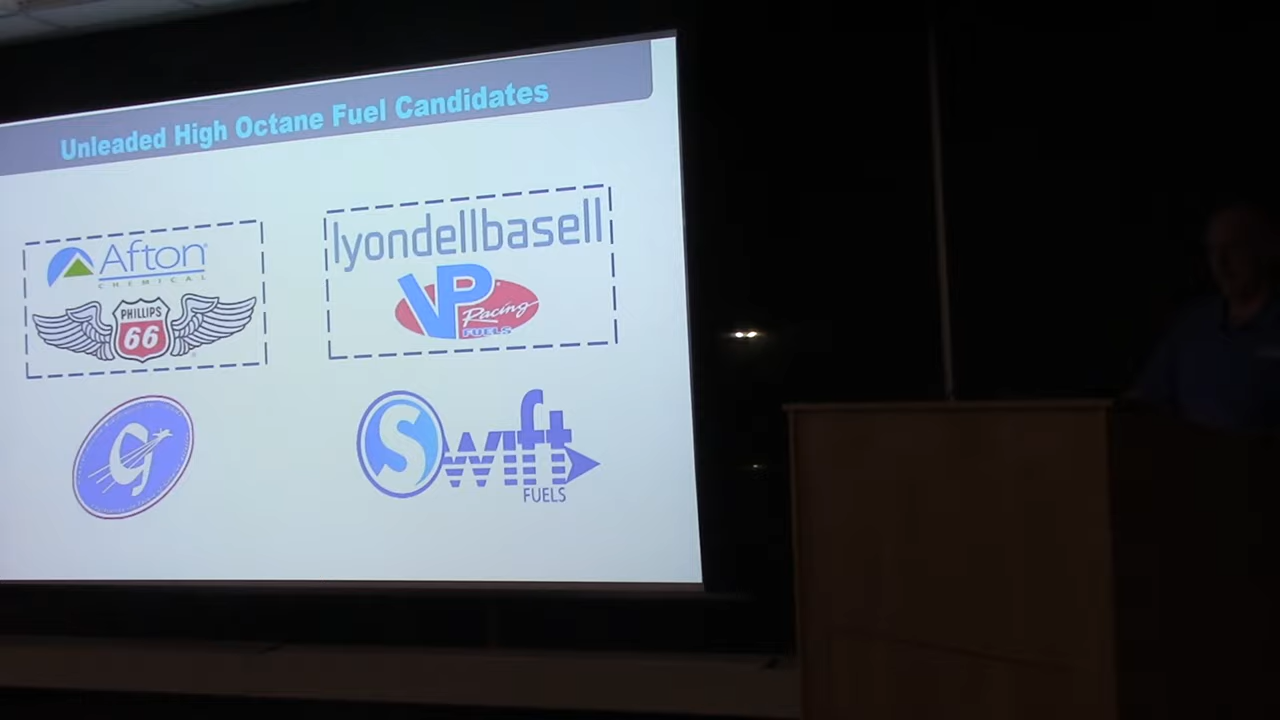 Unleaded High Octane Fuel Candidates
Afton
CHEMICAL
PHILLIPS
66
lyondellbasell
VP
Racing
FUELS
G
Swift
FUELS